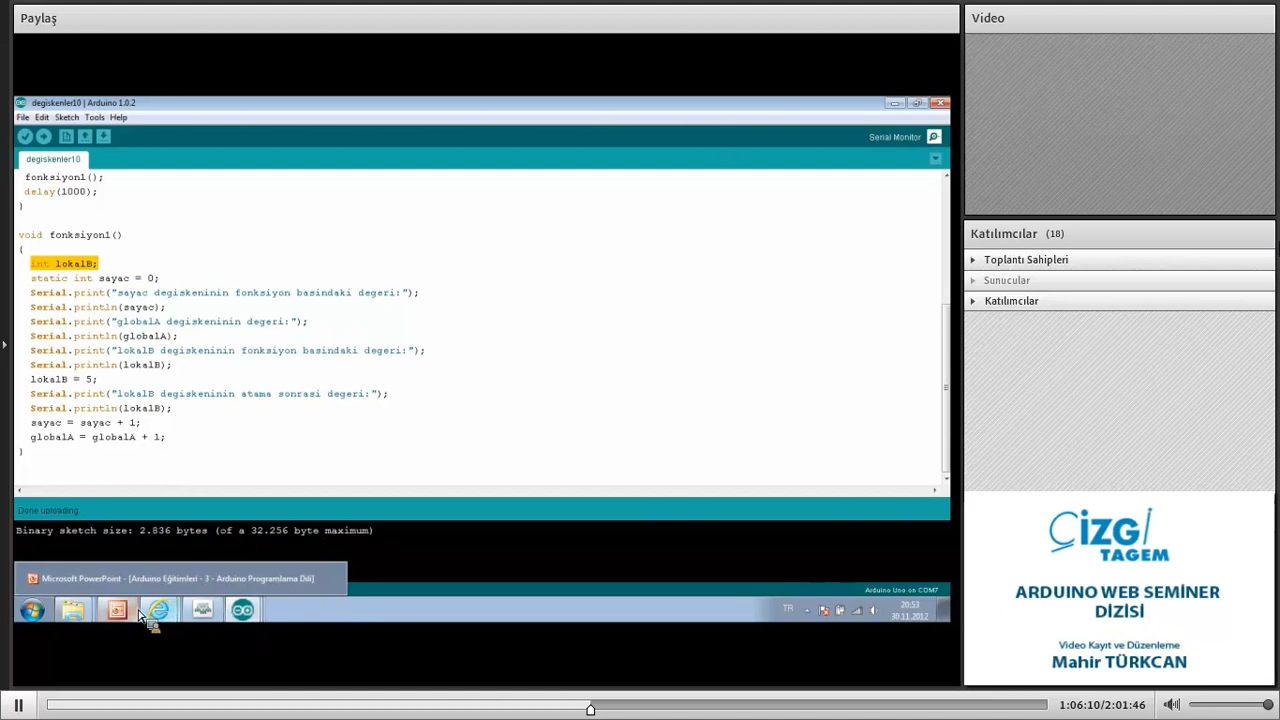 Paylaş
degiskenler10 | Arduino 1.0.2
File Edit Sketch Tools Help
Serial Monitor
degiskenler10
fonksiyon1();
delay(1000);
}
void fonksiyon1()
{
int lokalB;
static int sayac = 0;
Serial.print("sayac degiskeninin fonksiyon basindaki degeri:");
Serial.println(sayac);
Serial.print("globalA degiskeninin degeri:");
Serial.println(globalA);
Serial.print("lokalB degiskeninin fonksiyon basindaki degeri:");
Serial.println(lokalB);
lokalB = 5;
Serial.print("lokalB degiskeninin atama sonrasi degeri:");
Serial.println(lokalB);
sayac = sayac + 1;
globalA = globalA + 1;
}
Done uploading.
Binary sketch size: 2.836 bytes (of a 32.256 byte maximum)
Microsoft PowerPoint - [Arduino Eğitimleri - 3 - Arduino Programlama Dili]
Arduino Uno on COM7
TR
20:53
30.11.2012
Video
Katılımcılar (18)
Toplantı Sahipleri
Sunucular
Katılımcılar
ÇİZGİ
TAGEM
ARDUINO WEB SEMİNER
DİZİSİ
Video Kayıt ve Düzenleme
Mahir TÜRKCAN
1:06:10/2:01:46